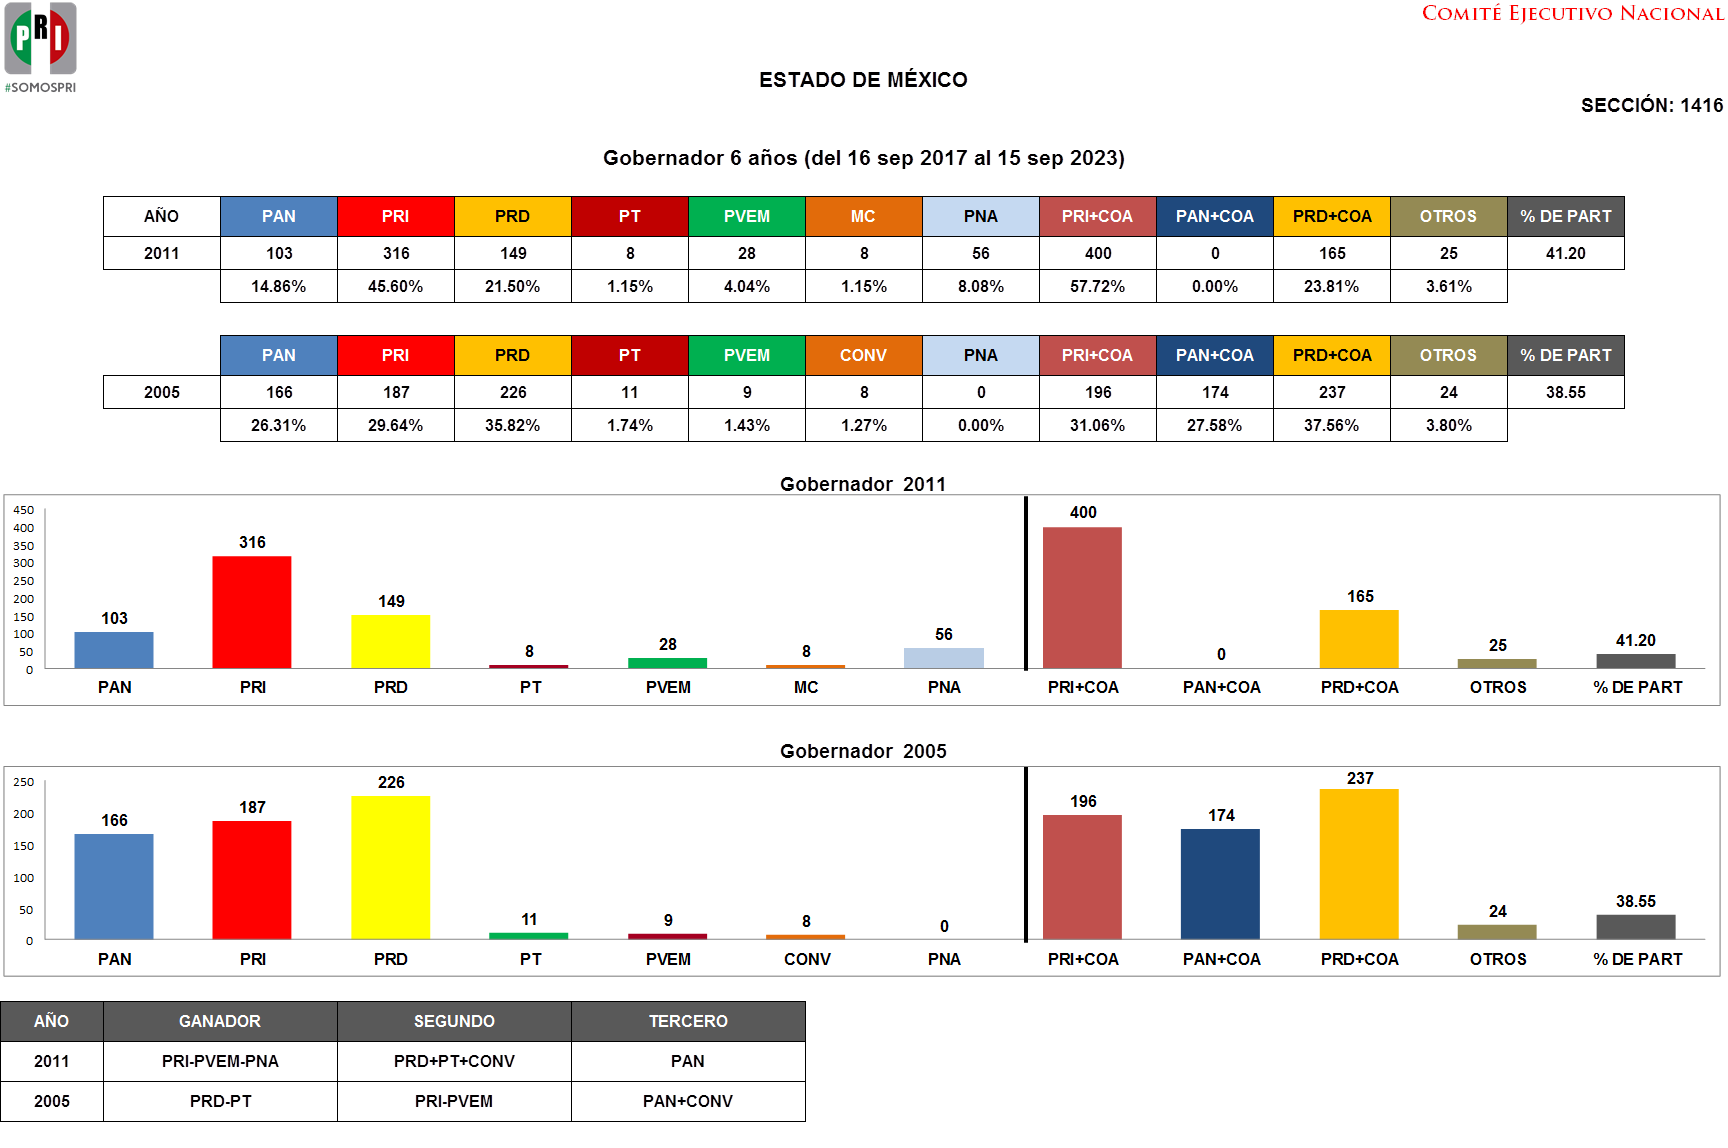 PRI
#SOMOSPRI
COMITÉ EJECUTIVO NACIONAL
ESTADO DE MÉXICO
SECCIÓN: 1416
Gobernador 6 años (del 16 sep 2017 al 15 sep 2023)
AÑO PAN PRI PRD PT PVEM MC PNA PRI+COA PAN+COA PRD+COA OTROS % DE PART
2011 103 316 149 8 28 8 56 400 0 165 25 41.20
14.86% 45.60% 21.50% 1.15% 4.04% 1.15% 8.08% 57.72% 0.00% 23.81% 3.61%
PAN PRI PRD PT PVEM CONV PNA PRI+COA PAN+COA PRD+COA OTROS % DE PART
2005 166 187 226 11 9 8 0 196 174 237 24 38.55
26.31% 29.64% 35.82% 1.74% 1.43% 1.27% 0.00% 31.06% 27.58% 37.56% 3.80%
Gobernador 2011
450
400
350
300
250
200
150
100
50
0
103 316 149 8 28 8 56 400 0 165 25 41.20
PAN PRI PRD PT PVEM MC PNA PRI+COA PAN+COA PRD+COA OTROS % DE PART
Gobernador 2005
250
200
150
100
50
0
166 187 226 11 9 8 0 196 174 237 24 38.55
PAN PRI PRD PT PVEM CONV PNA PRI+COA PAN+COA PRD+COA OTROS % DE PART
AÑO GANADOR SEGUNDO TERCERO
2011 PRI-PVEM-PNA PRD+PT+CONV PAN
2005 PRD-PT PRI-PVEM PAN+CONV